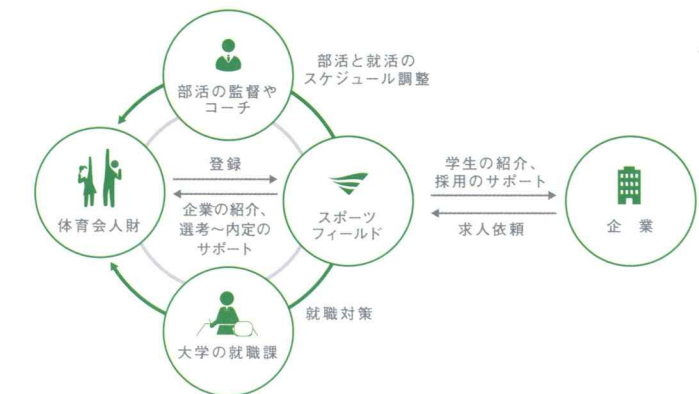 部活の監督や
コーチ
部活と就活の
スケジュール調整
登録
企業の紹介、
選考〜内定の
サポート
体育会人財
スポーツ
フィールド
学生の紹介、
採用のサポート
求人依頼
企 業
就職対策
大学の就職課